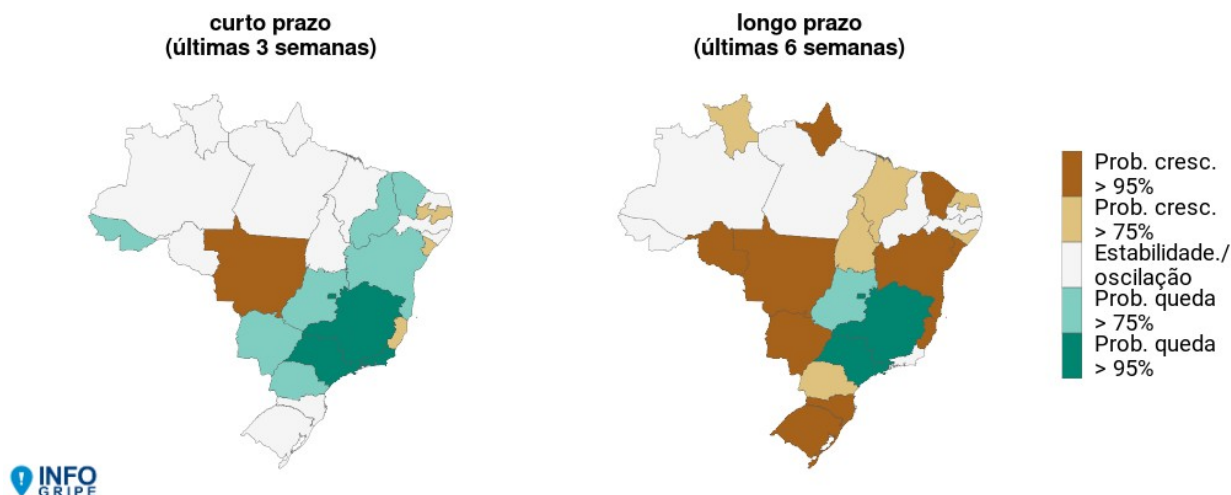 curto prazo
(últimas 3 semanas)
longo prazo
(últimas 6 semanas)
Prob. cresc.
> 95%
Prob. cresc.
> 75%
Estabilidade./
oscilação
Prob. queda
> 75%
Prob. queda
> 95%
INFO
GRIPE